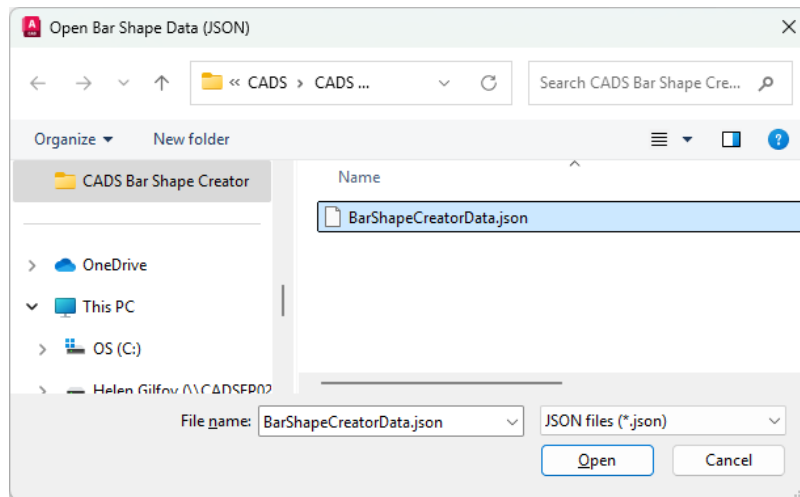 Open Bar Shape Data (JSON)
« CADS › CADS ...
Search CADS Bar Shape Cre...
Organize
New folder
CADS Bar Shape Creator
Name
BarShapeCreatorData.json
OneDrive
This PC
OS (C:)
Helen Gilfoy (\\CADSFP02
File name: BarShapeCreatorData.json
JSON files (*.json)
Open
Cancel